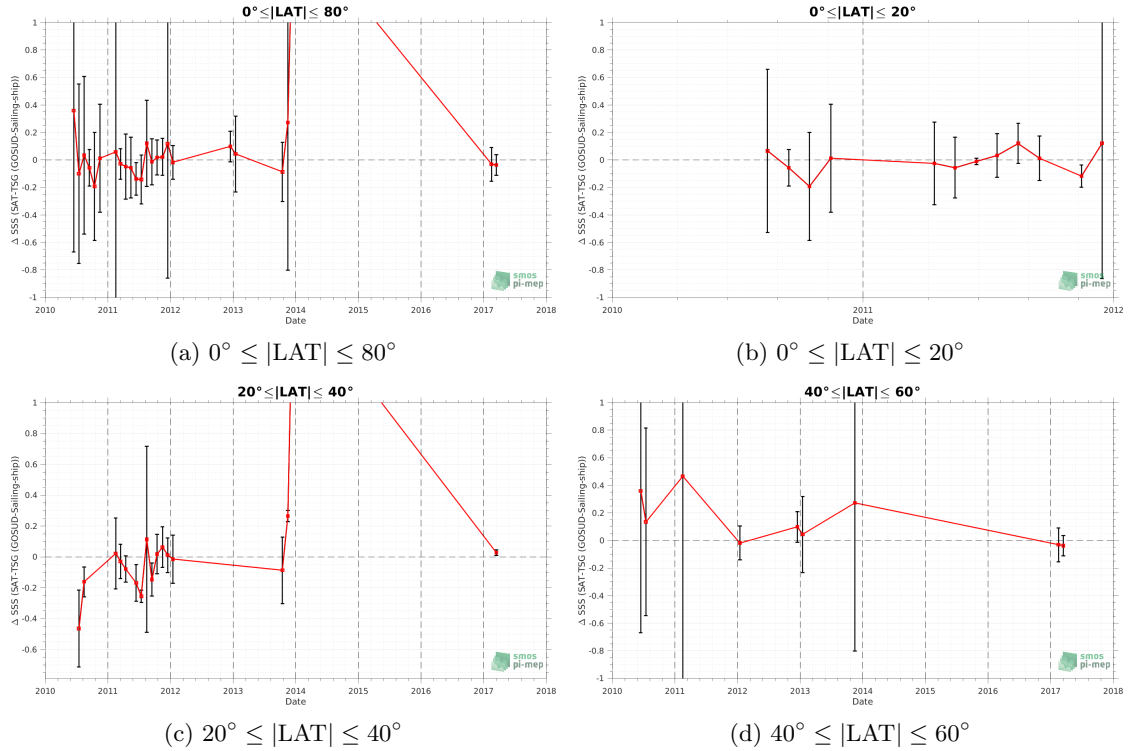 0°≤|LAT|≤ 80°
Δ SSS (SAT-TSG (GOSUD-Sailing-ship))
1
0.8
0.6
0.4
0.2
0
-0.2
-0.4
-0.6
-0.8
-1
smos
pi-mep
2010 2011 2012 2013 2014 2015 2016 2017 2018
Date
(a) 0° ≤ |LAT| ≤ 80°
0°≤|LAT|≤ 20°
Δ SSS (SAT-TSG (GOSUD-Sailing-ship))
1
0.8
0.6
0.4
0.2
0
-0.2
-0.4
-0.6
-0.8
-1
smos
pi-mep
2010 2011 2012
Date
(b) 0° ≤ |LAT| ≤ 20°
20°≤|LAT|≤ 40°
Δ SSS (SAT-TSG (GOSUD-Sailing-ship))
1
0.8
0.6
0.4
0.2
0
-0.2
-0.4
-0.6
smos
pi-mep
2010 2011 2012 2013 2014 2015 2016 2017 2018
Date
(c) 20° ≤ |LAT| ≤ 40°
40°≤|LAT|≤ 60°
Δ SSS (SAT-TSG (GOSUD-Sailing-ship))
1
0.8
0.6
0.4
0.2
0
-0.2
-0.4
-0.6
-0.8
-1
smos
pi-mep
2010 2011 2012 2013 2014 2015 2016 2017 2018
Date
(d) 40° ≤ |LAT| ≤ 60°